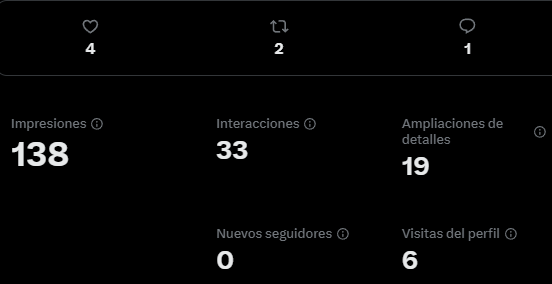 4 2 1
Impresiones Interacciones Ampliaciones de
detalles
138 33 19
Nuevos seguidores Visitas del perfil
0 6